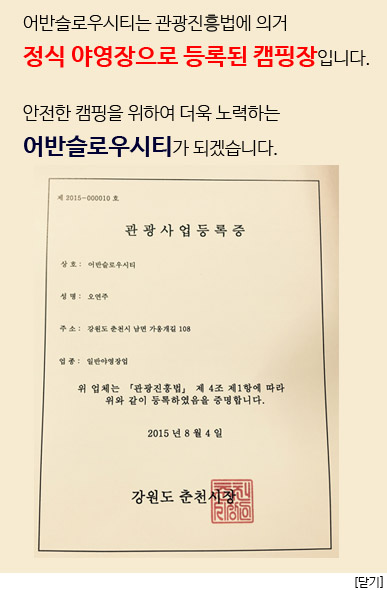 어반슬로우시티는 관광진흥법에 의거
정식 야영장으로 등록된 캠핑장입니다.
안전한 캠핑을 위하여 더욱 노력하는
어반슬로우시티가 되겠습니다.
제 2015-000010 호
관광사업등록증
상 호 : 어반슬로우시티
성 명 : 오연주
주 소 : 강원도 춘천시 남면 가옹개길 108
업 종 : 일반야영장업
위 업체는 「관광진흥법」 제 4조 제1항에 따라
위와 같이 등록하였음을 증명합니다.
2015 년 8 월 4 일
강원도 춘천시장
[닫기]